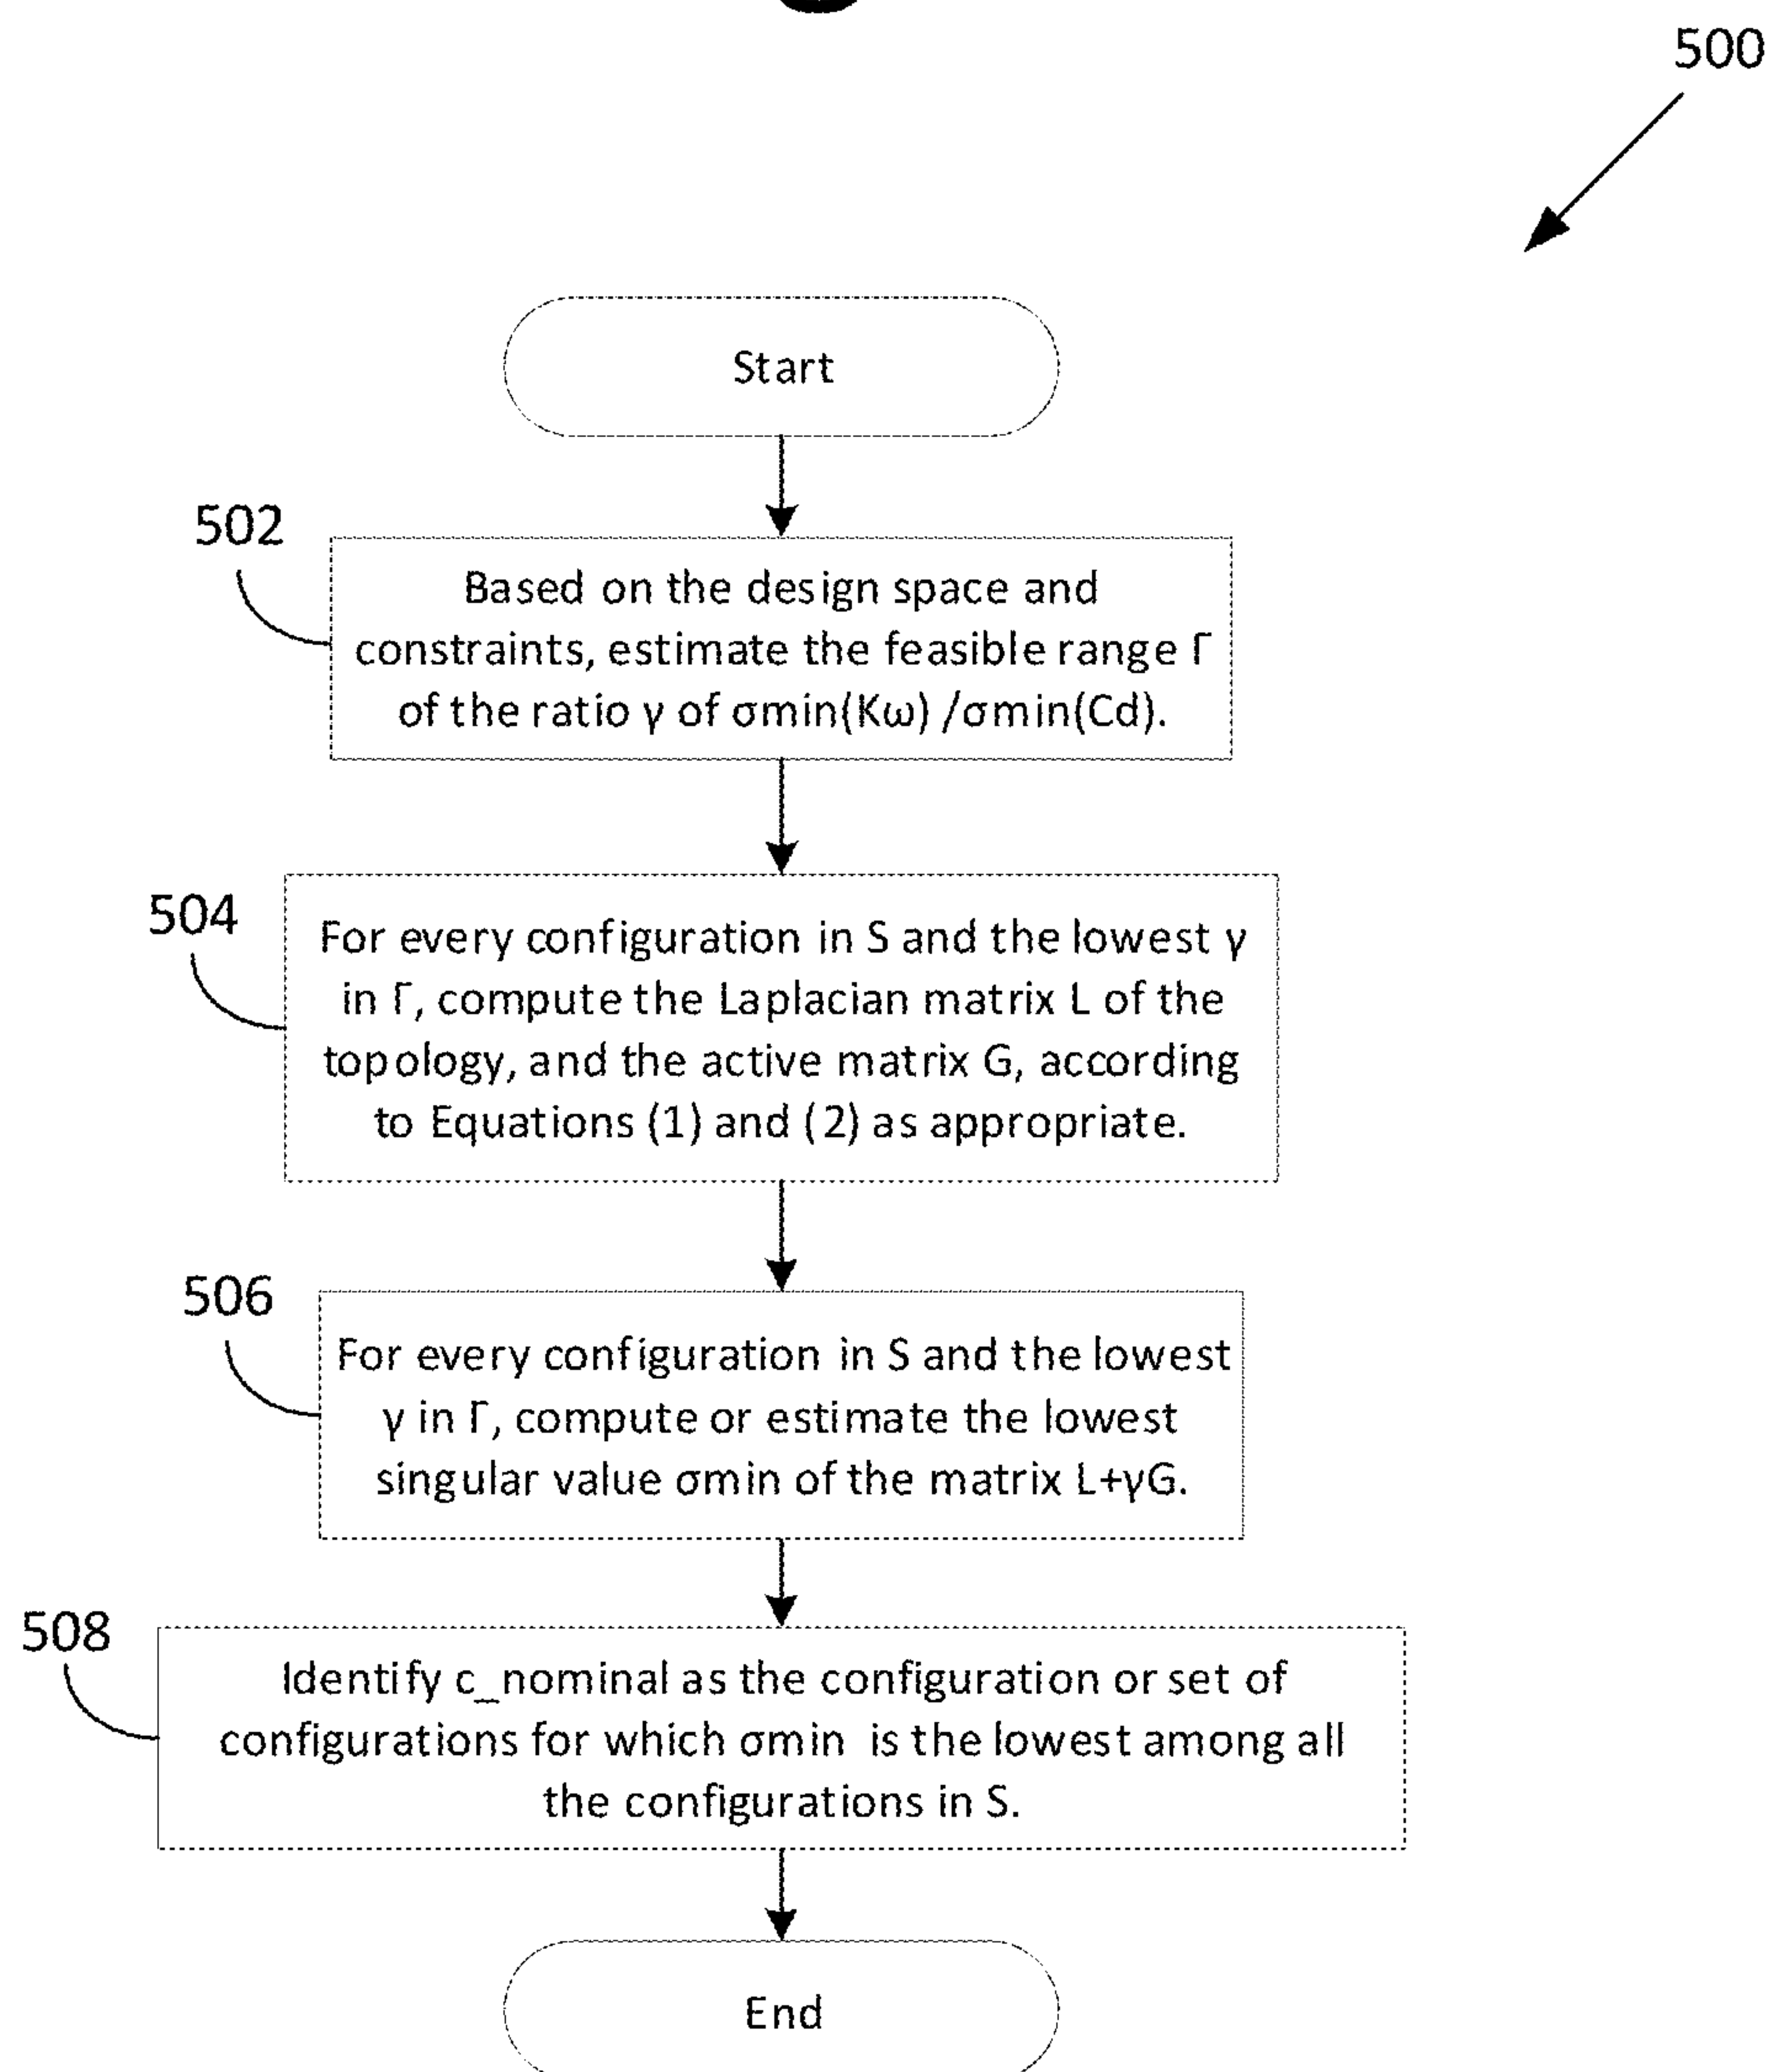 500
Start
502
Based on the design space and
constraints, estimate the feasible range Γ
of the ratio γ of σmin(Kω) /σmin(Cd).
504
For every configuration in S and the lowest γ
in Γ, compute the Laplacian matrix L of the
topology, and the active matrix G, according
to Equations (1) and (2) as appropriate.
506
For every configuration in S and the lowest
γ in Γ, compute or estimate the lowest
singular value σmin of the matrix L+γG.
508
Identify c_nominal as the configuration or set of
configurations for which σmin is the lowest among all
the configurations in S.
End